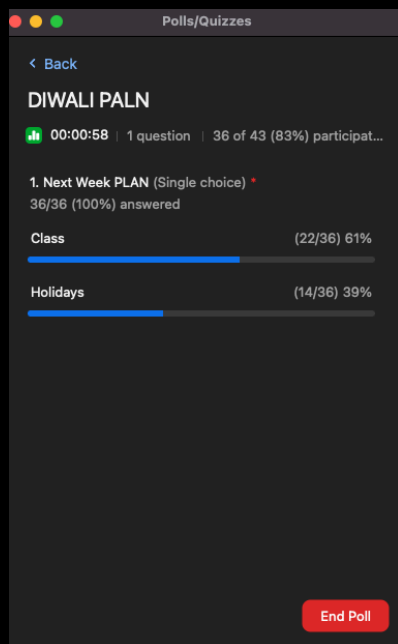 Polls/Quizzes
Back
DIWALI PALN
00:00:58 | 1 question | 36 of 43 (83%) participat...
1. Next Week PLAN (Single choice) *
36/36 (100%) answered
Class (22/36) 61%
Holidays (14/36) 39%
End Poll